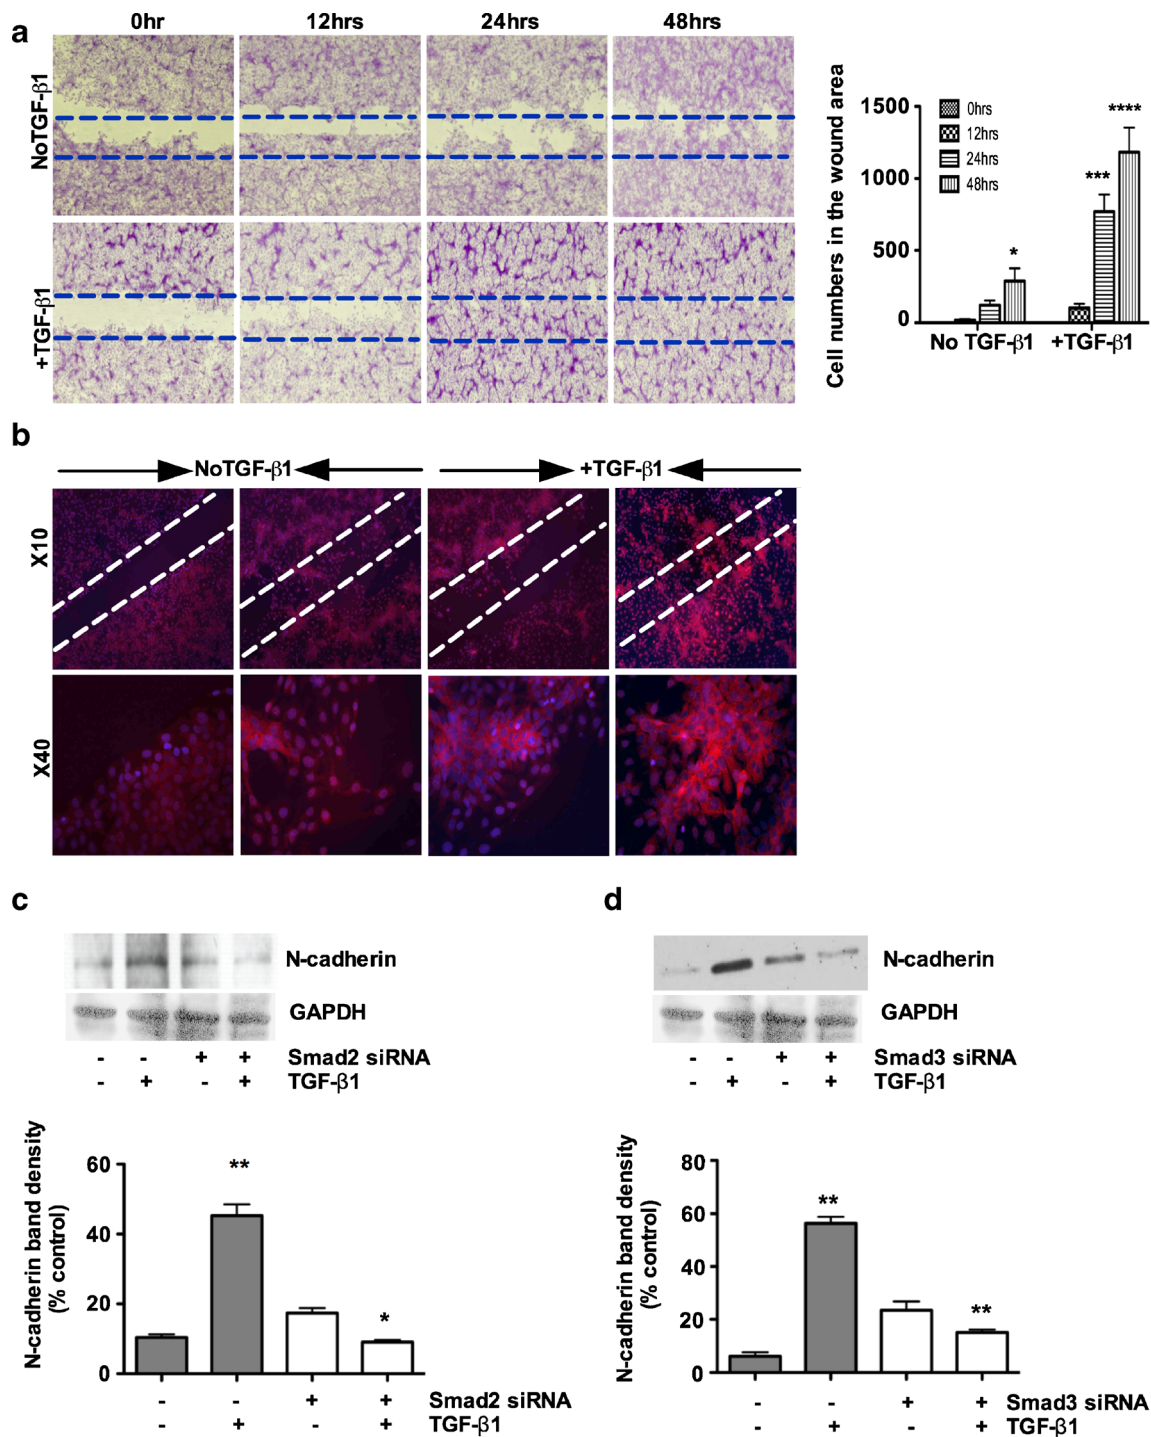 a
0hr 12hrs 24hrs 48hrs
NoTGF-β1
+TGF-β1
Cell numbers in the wound area
1500
1000
500
0
0hrs
12hrs
24hrs
48hrs
*
***
****
No TGF-β1 +TGF-β1
b
NoTGF-β1 +TGF-β1
X10
X40
c
N-cadherin
GAPDH
- - + + Smad2 siRNA
- + - + TGF-β1
N-cadherin band density
(% control)
60
40
20
0
**
*
- - + + Smad2 siRNA
- + - + TGF-β1
d
N-cadherin
GAPDH
- - + + Smad3 siRNA
- + - + TGF-β1
N-cadherin band density
(% control)
80
60
40
20
0
**
**
- - + + Smad3 siRNA
- + - + TGF-β1